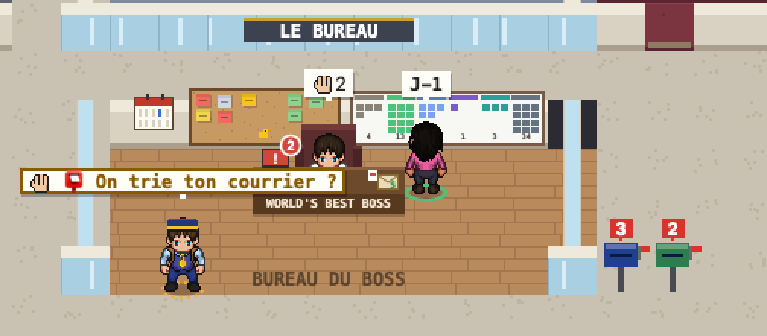 LE BUREAU
2
J-1
2
!
On trie ton courrier ?
WORLD'S BEST BOSS
3
2
BUREAU DU BOSS